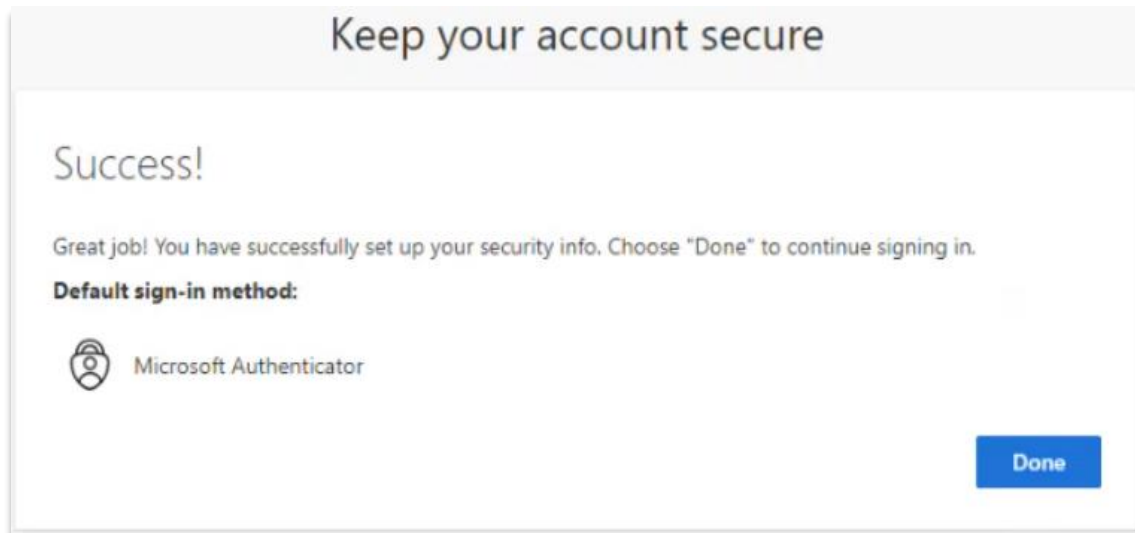 Keep your account secure
Success!
Great job! You have successfully set up your security info. Choose "Done" to continue signing in.
Default sign-in method:
Microsoft Authenticator
Done